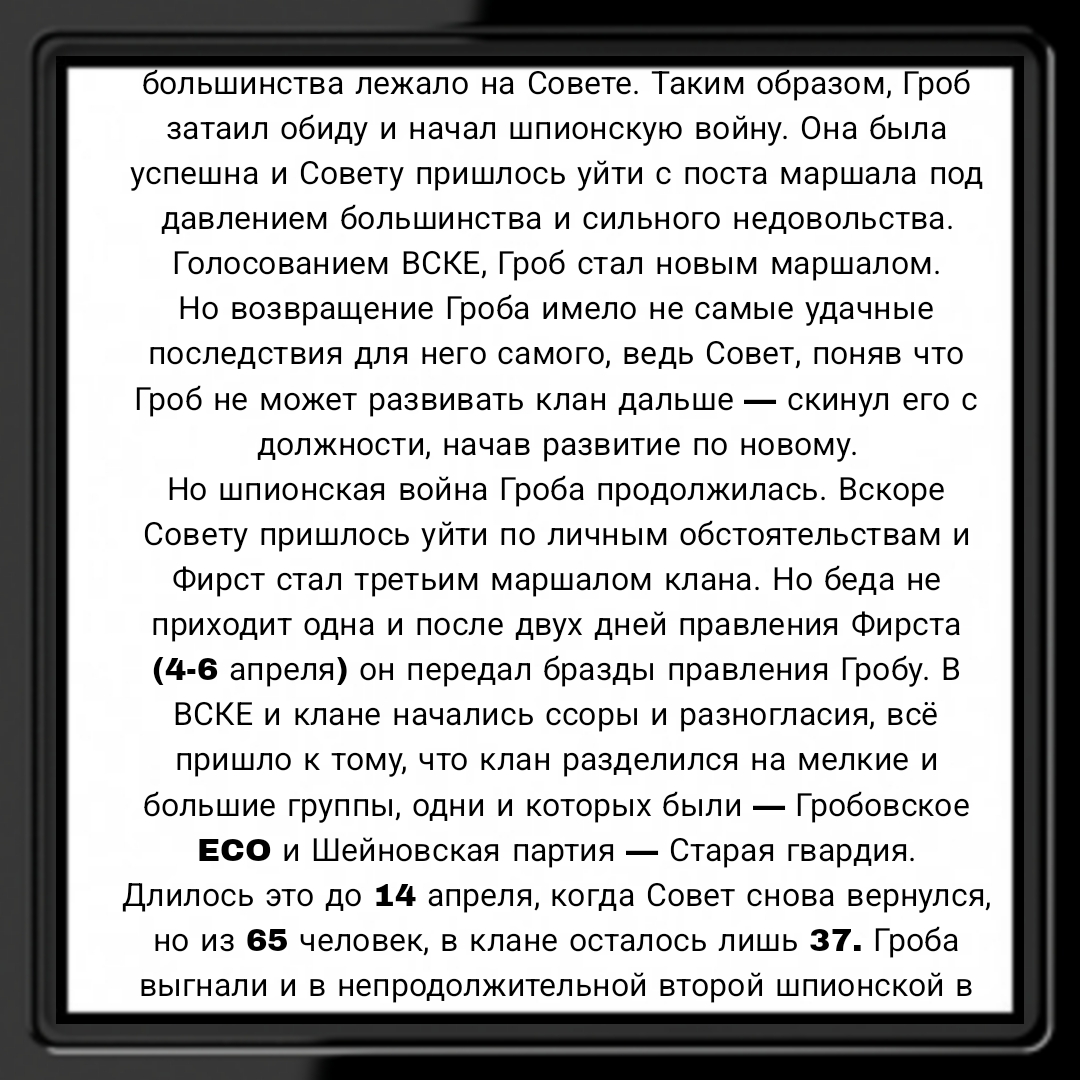 большинства лежало на Совете. Таким образом, Гроб
затаил обиду и начал шпионскую войну. Она была
успешна и Совету пришлось уйти с поста маршала под
давлением большинства и сильного недовольства.
Голосованием ВСКЕ, Гроб стал новым маршалом.
Но возвращение Гроба имело не самые удачные
последствия для него самого, ведь Совет, поняв что
Гроб не может развивать клан дальше — скинул его с
должности, начав развитие по новому.
Но шпионская война Гроба продолжилась. Вскоре
Совету пришлось уйти по личным обстоятельствам и
Фирст стал третьим маршалом клана. Но беда не
приходит одна и после двух дней правления Фирста
(4-6 апреля) он передал бразды правления Гробу. В
ВСКЕ и клане начались ссоры и разногласия, всё
пришло к тому, что клан разделился на мелкие и
большие группы, одни и которых были — Гробовское
ECO и Шейновская партия — Старая гвардия.
Длилось это до 14 апреля, когда Совет снова вернулся,
но из 65 человек, в клане осталось лишь 37. Гроба
выгнали и в непродолжительной второй шпионской в